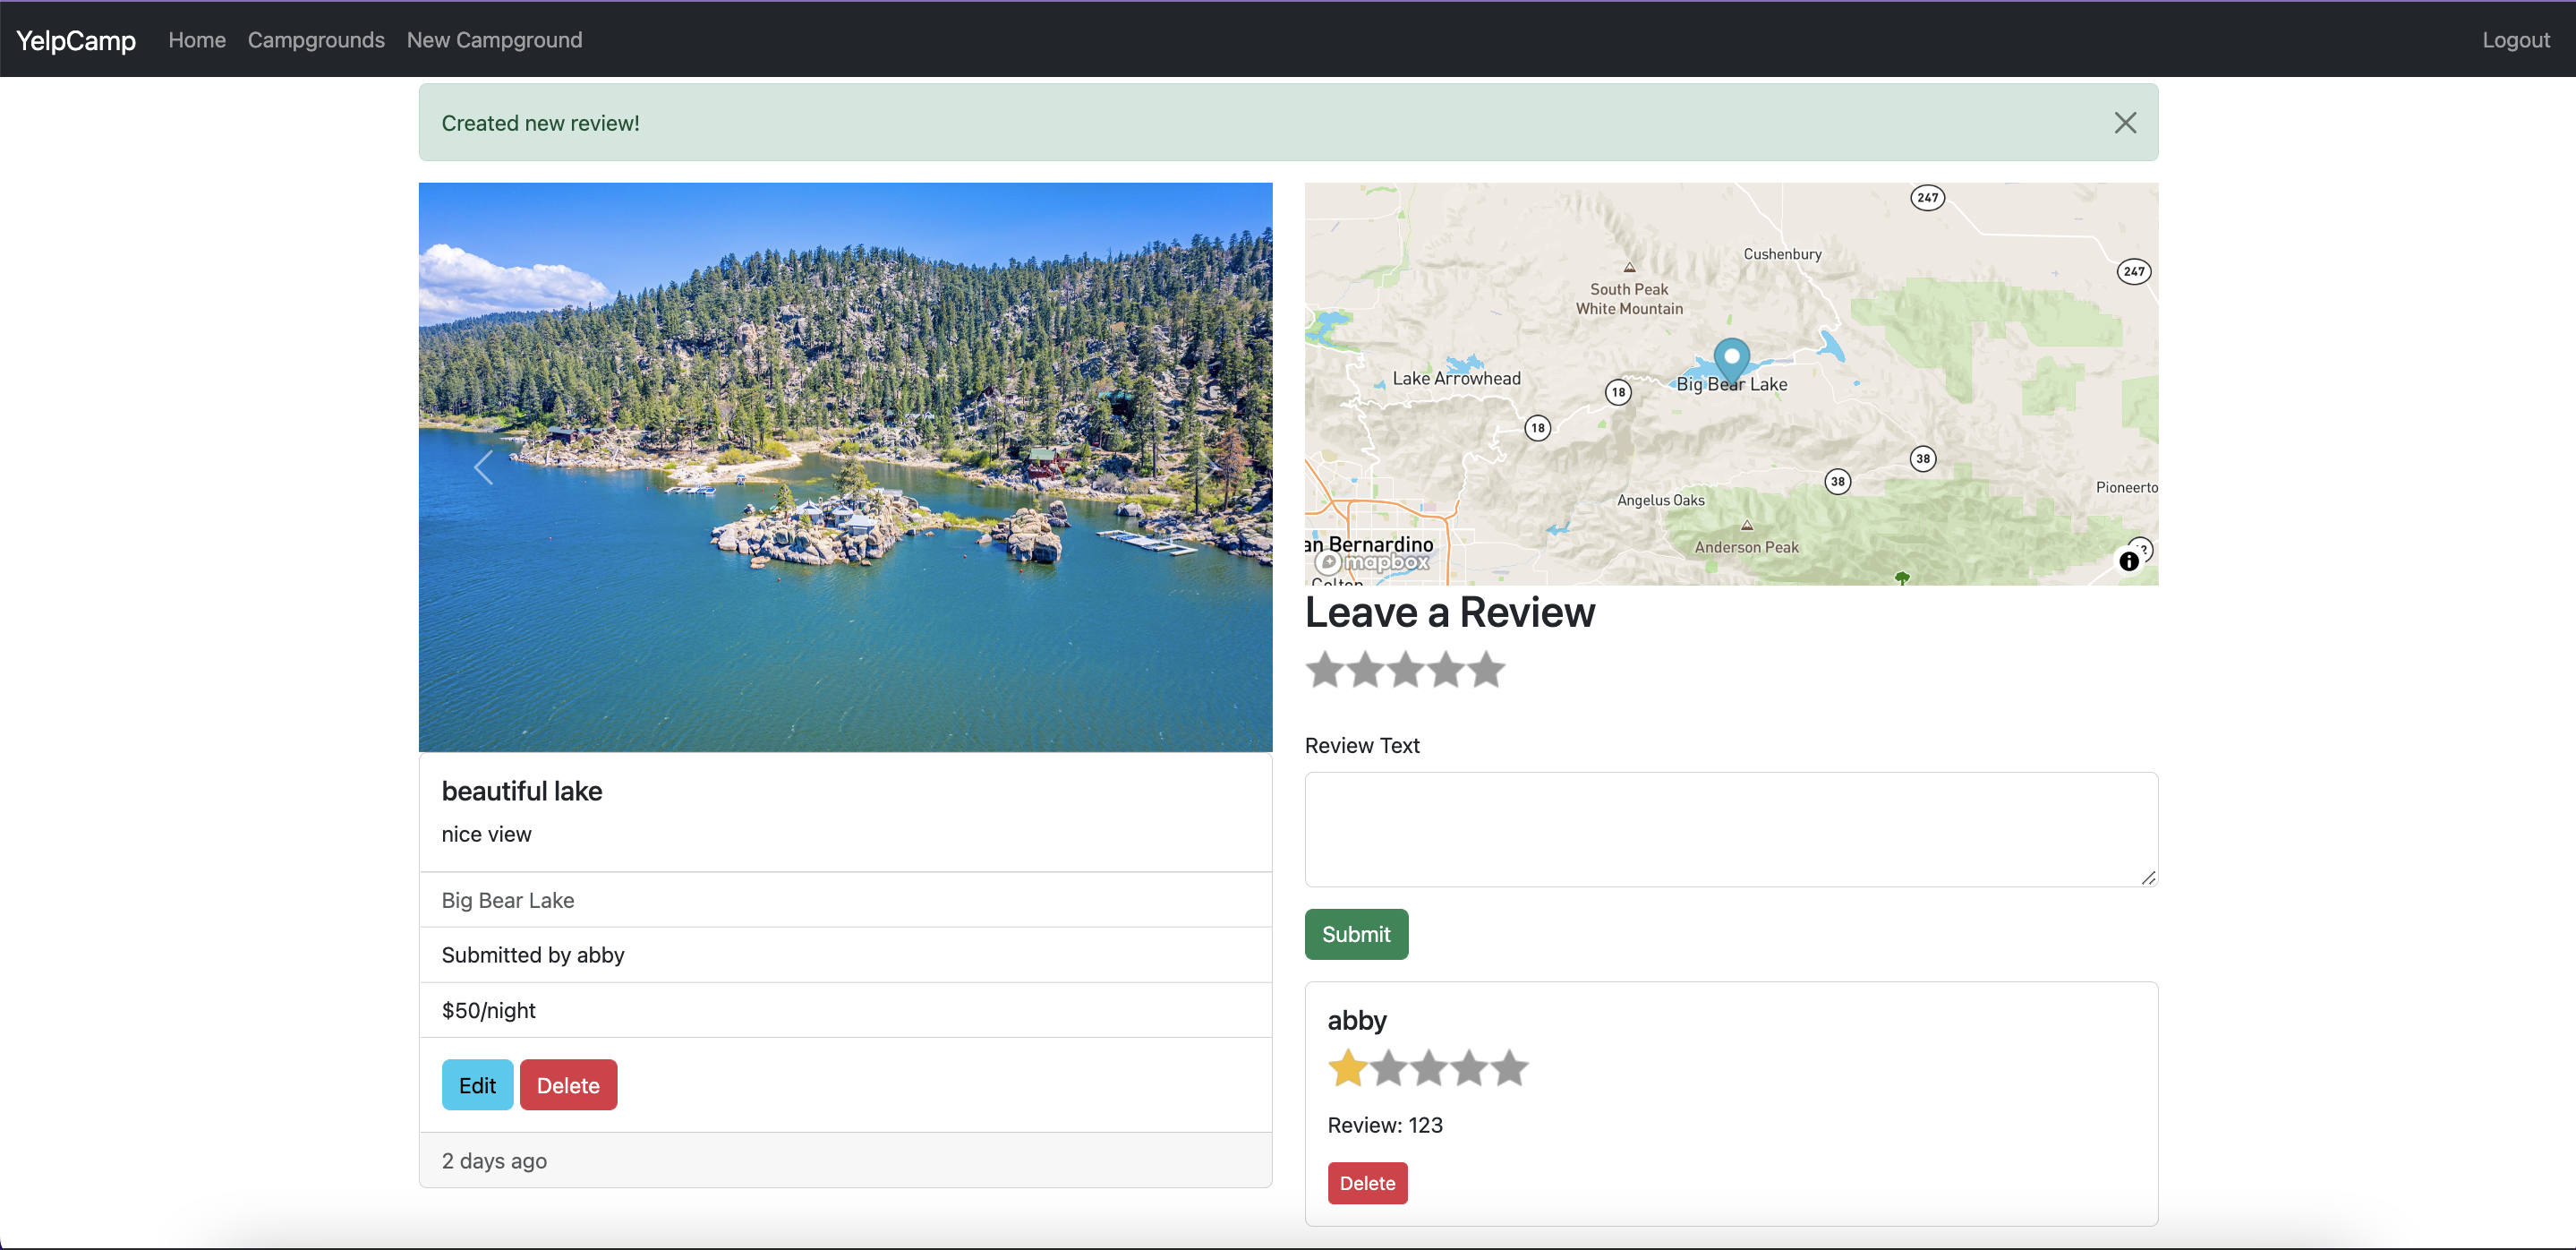 YelpCamp Home Campgrounds New Campground Logout
Created new review!
247
Cushenbury
247
South Peak
White Mountain
Lake Arrowhead
Big Bear Lake
18
18
38
38
Pioneerto
Angelus Oaks
an Bernardino
Anderson Peak
mapbox
Colton
Leave a Review
Review Text
Submit
beautiful lake
nice view
Big Bear Lake
Submitted by abby
$50/night
Edit Delete
2 days ago
abby
Review: 123
Delete